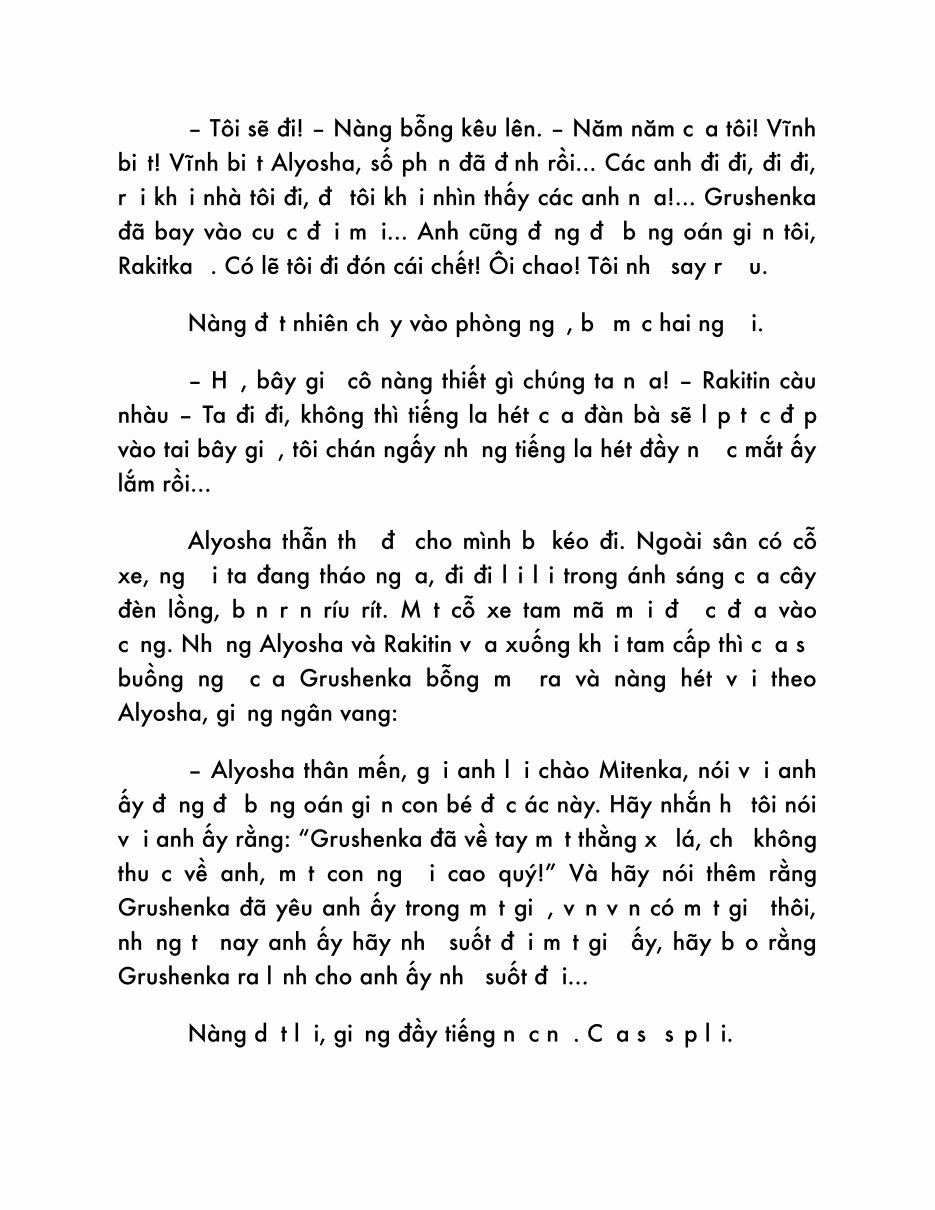 – Tôi sẽ đi! – Nàng bỗng kêu lên. – Năm năm c a tôi! Vĩnh
bi t! Vĩnh bi t Alyosha, số ph n đã đ nh rồi... Các anh đi đi, đi đi,
r i kh i nhà tôi đi, đ tôi kh i nhìn thấy các anh n a!... Grushenka
đã bay vào cu c đ i m i... Anh cũng đ ng đ b ng oán gi n tôi,
Rakitka . Có lẽ tôi đi đón cái chết! Ôi chao! Tôi nh say r u.
Nàng đ t nhiên ch y vào phòng ng , b m c hai ng i.
– H , bây gi cô nàng thiết gì chúng ta n a! – Rakitin càu
nhàu – Ta đi đi, không thì tiếng la hét c a đàn bà sẽ l p t c đ p
vào tai bây gi , tôi chán ngấy nh ng tiếng la hét đầy n c mắt ấy
lắm rồi...
Alyosha thẫn th đ cho mình b kéo đi. Ngoài sân có cỗ
xe, ng i ta đang tháo ng a, đi đi l i l i trong ánh sáng c a cây
đèn lồng, b n r n ríu rít. M t cỗ xe tam mã m i đ c đ a vào
c ng. Nh ng Alyosha và Rakitin v a xuống kh i tam cấp thì c a s
buồng ng c a Grushenka bỗng m ra và nàng hét v i theo
Alyosha, gi ng ngân vang:
– Alyosha thân mến, g i anh l i chào Mitenka, nói v i anh
ấy đ ng đ b ng oán gi n con bé đ c ác này. Hãy nhắn h tôi nói
v i anh ấy rằng: “Grushenka đã về tay m t thằng x lá, ch không
thu c về anh, m t con ng i cao quý!” Và hãy nói thêm rằng
Grushenka đã yêu anh ấy trong m t gi , v n v n có m t gi thôi,
nh ng t nay anh ấy hãy nh suốt đ i m t gi ấy, hãy b o rằng
Grushenka ra l nh cho anh ấy nh suốt đ i...
Nàng d t l i, gi ng đầy tiếng n c n . C a s s p l i.